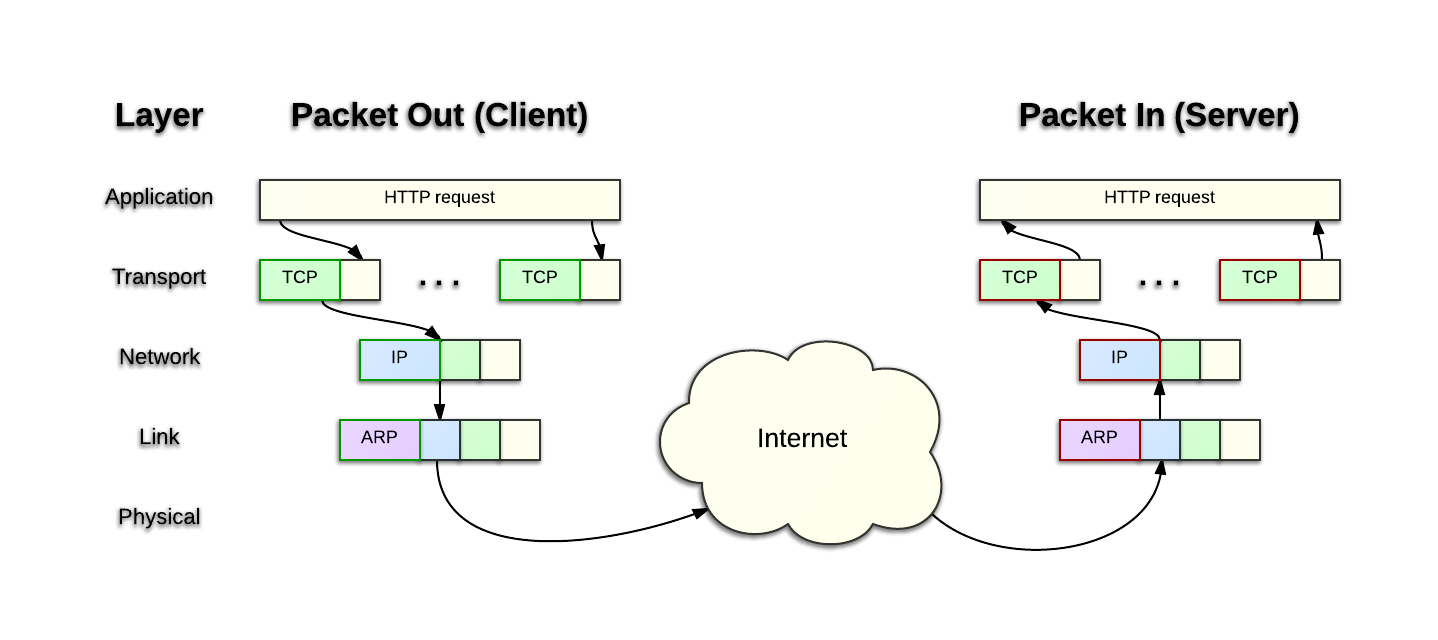 Layer Packet Out (Client) Packet In (Server)
Application HTTP request HTTP request
Transport TCP ... TCP TCP ... TCP
Network IP IP
Internet
Link ARP ARP
Physical